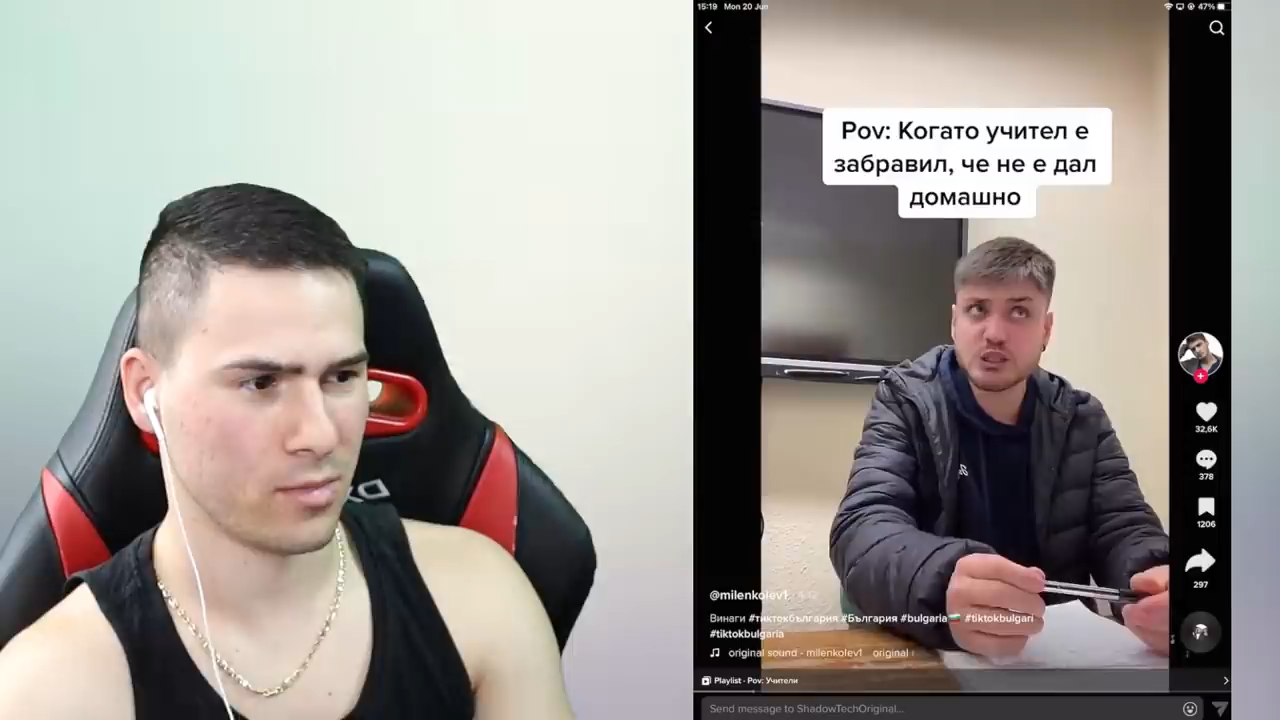 15:19 Mon 20 Jun
47%
Pov: Когато учител е
забравил, че не е дал
домашно
32,6K
378
1206
297
@milenkolev1
Винаги #тиктокбългария #България #bulgaria🇧🇬 #tiktokbulgari
#tiktokbulgaria
original sound - milenkolev1 original
Playlist · Pov: Учители
Send message to ShadowTechOriginal...